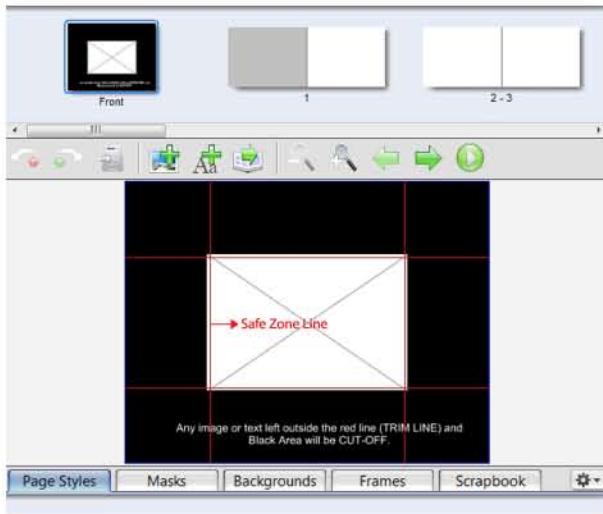 Front
1
2 - 3
Aa
Safe Zone Line
Any image or text left outside the red line (TRIM LINE) and
Black Area will be CUT-OFF.
Page Styles Masks Backgrounds Frames Scrapbook